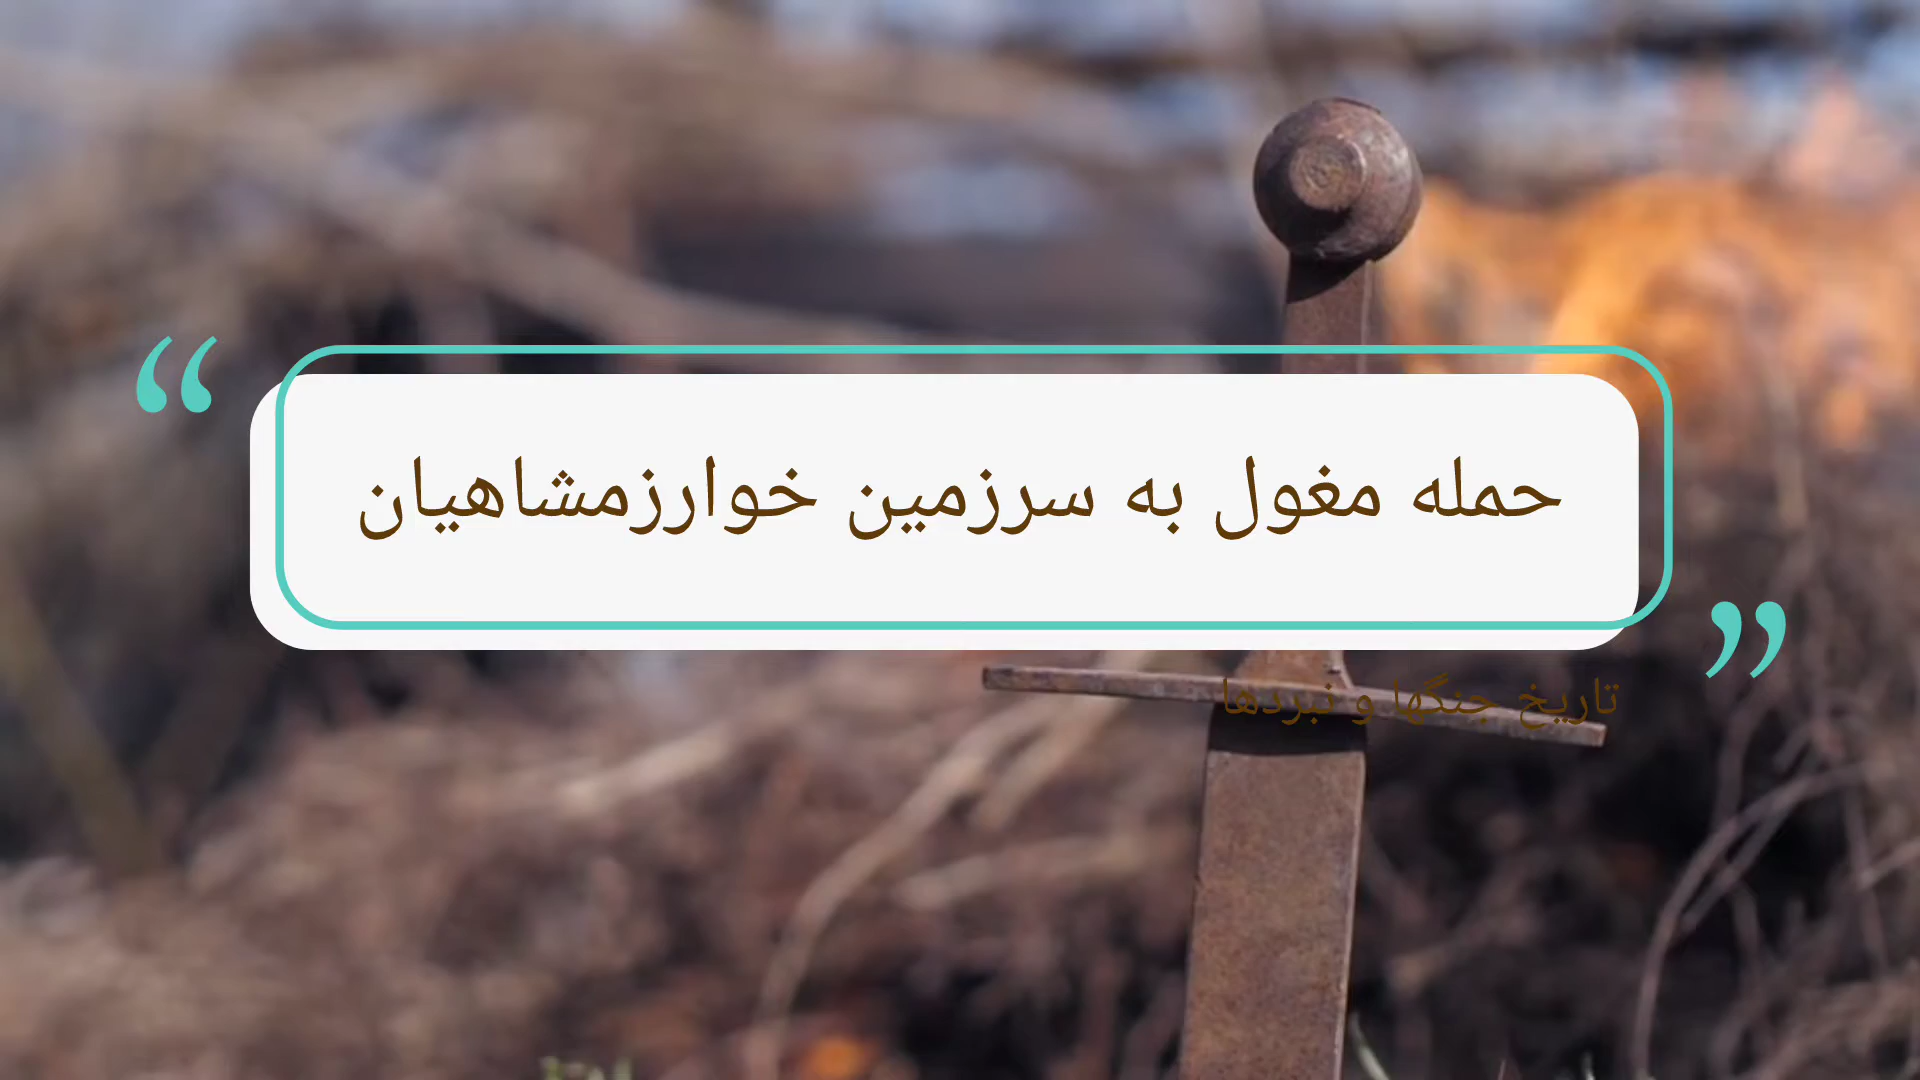 حمله مغول به سرزمین خوارزمشاهیان
تاریخ جنگها و نبردها